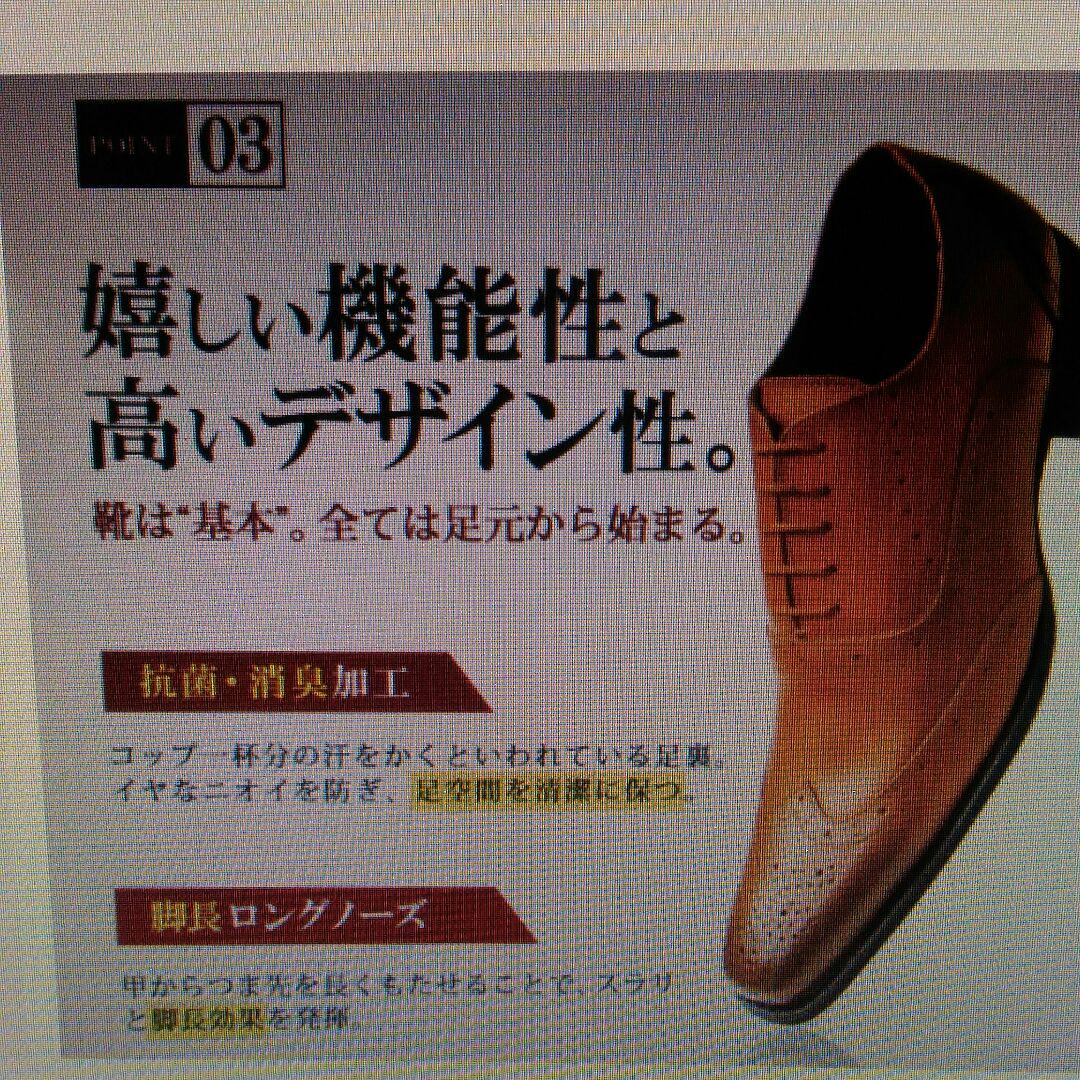 POINT 03
嬉しい機能性と
高いデザイン性。
靴は"基本"。全ては足元から始まる。
抗菌・消臭加工
コップ一杯分の汗をかくといわれている足裏。
イヤなニオイを防ぎ、足空間を清潔に保つ。
脚長ロングノーズ
甲からつま先を長くもたせることで、スラリ
と脚長効果を発揮。